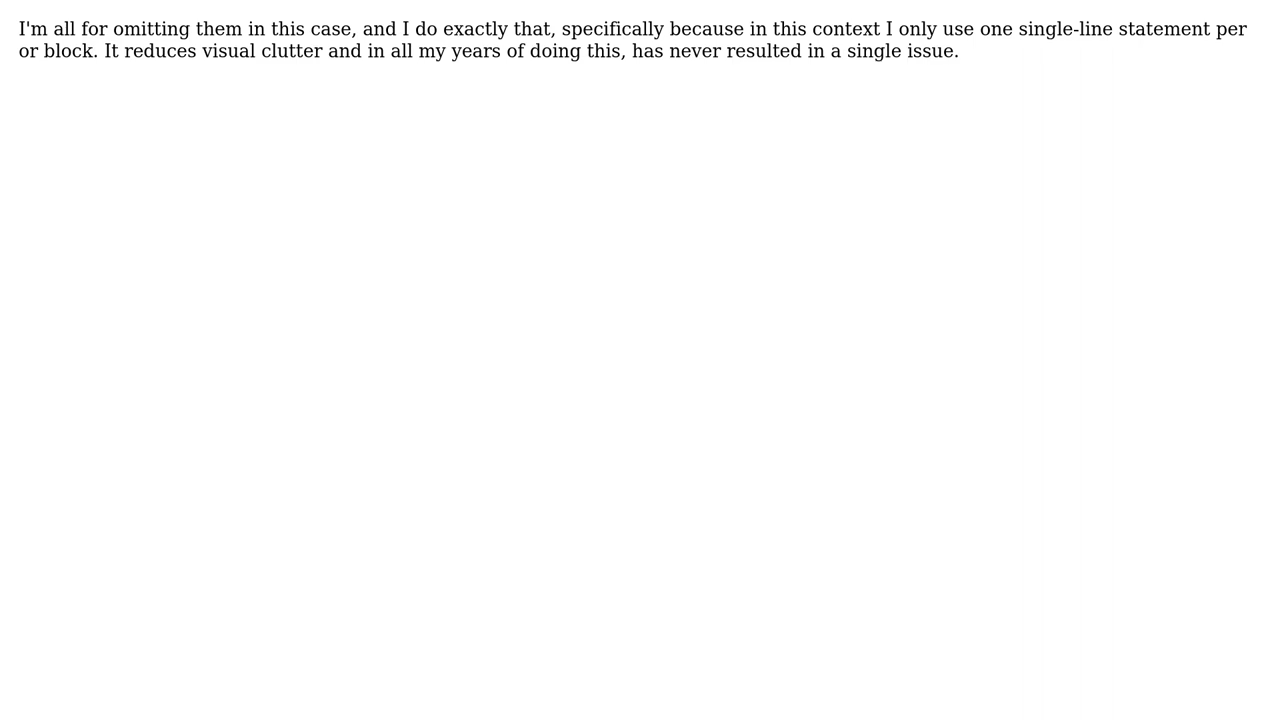 I'm all for omitting them in this case, and I do exactly that, specifically because in this context I only use one single-line statement per
or block. It reduces visual clutter and in all my years of doing this, has never resulted in a single issue.